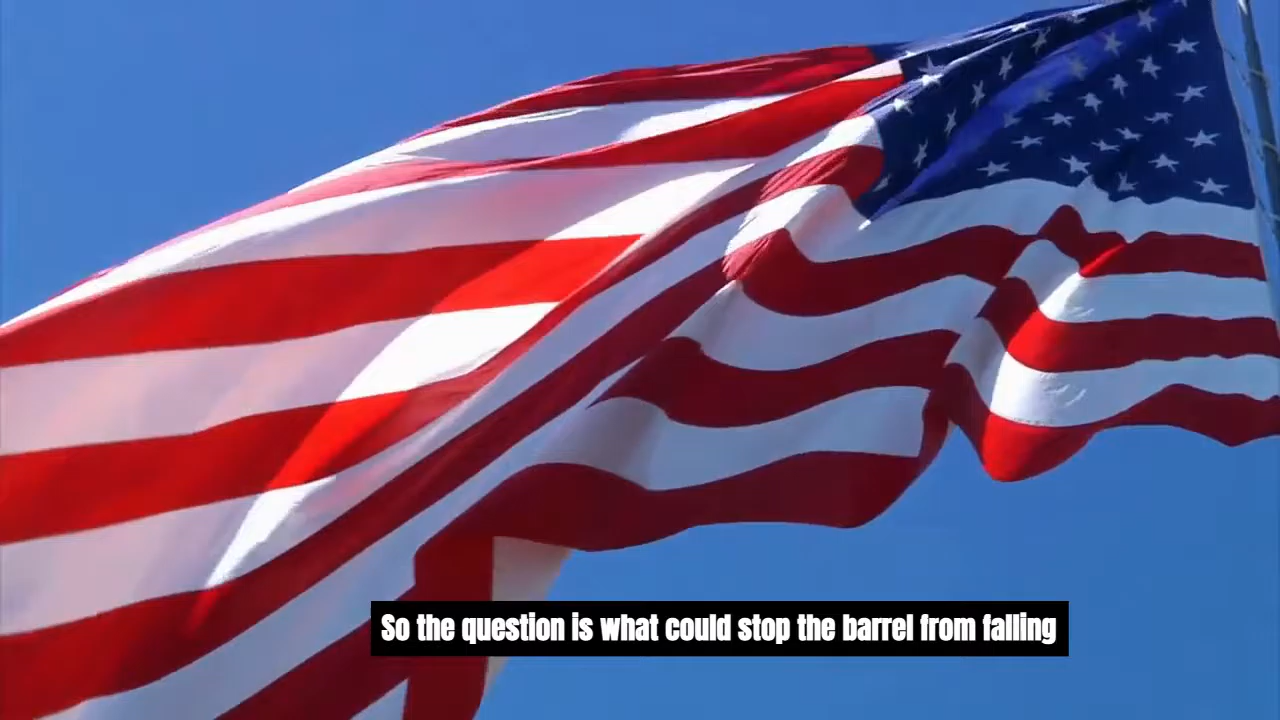 So the question is what could stop the barrel from falling